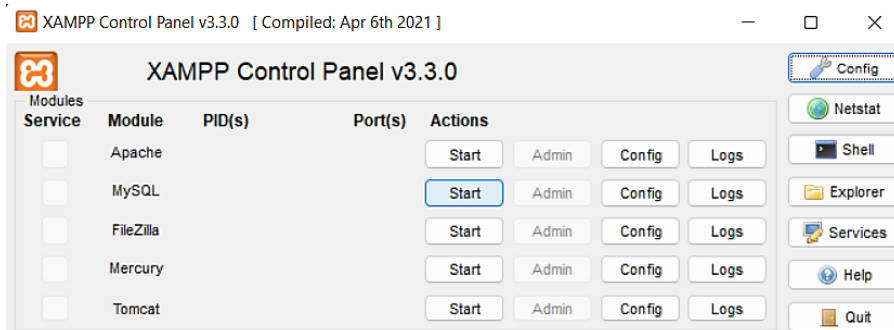 XAMPP Control Panel v3.3.0 [ Compiled: Apr 6th 2021 ]
XAMPP Control Panel v3.3.0
Config
Modules
Netstat
Service Module PID(s) Port(s) Actions
Apache Start Admin Config Logs
Shell
MySQL Start Admin Config Logs
Explorer
FileZilla Start Admin Config Logs
Services
Mercury Start Admin Config Logs
Help
Tomcat Start Admin Config Logs
Quit